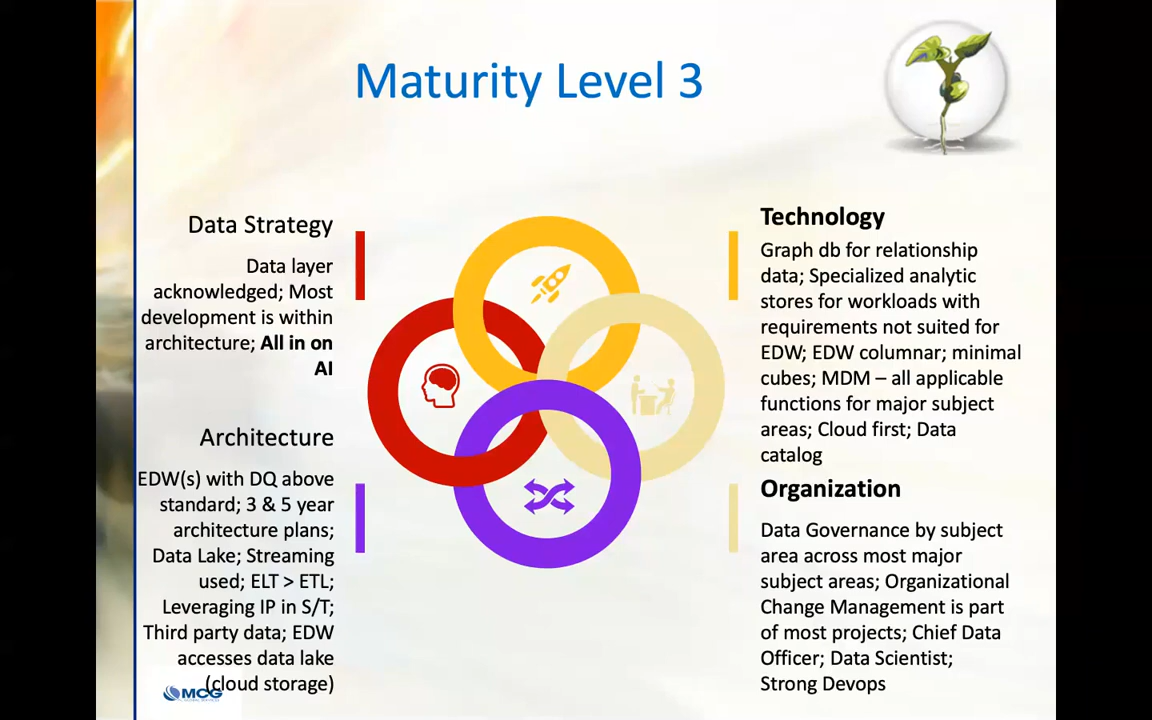 Maturity Level 3
Data Strategy
Data layer
acknowledged; Most
development is within
architecture; All in on
AI
Architecture
EDW(s) with DQ above
standard; 3 & 5 year
architecture plans;
Data Lake; Streaming
used; ELT > ETL;
Leveraging IP in S/T;
Third party data; EDW
accesses data lake
(cloud storage)
MCG
Technology
Graph db for relationship
data; Specialized analytic
stores for workloads with
requirements not suited for
EDW; EDW columnar; minimal
cubes; MDM – all applicable
functions for major subject
areas; Cloud first; Data
catalog
Organization
Data Governance by subject
area across most major
subject areas; Organizational
Change Management is part
of most projects; Chief Data
Officer; Data Scientist;
Strong Devops